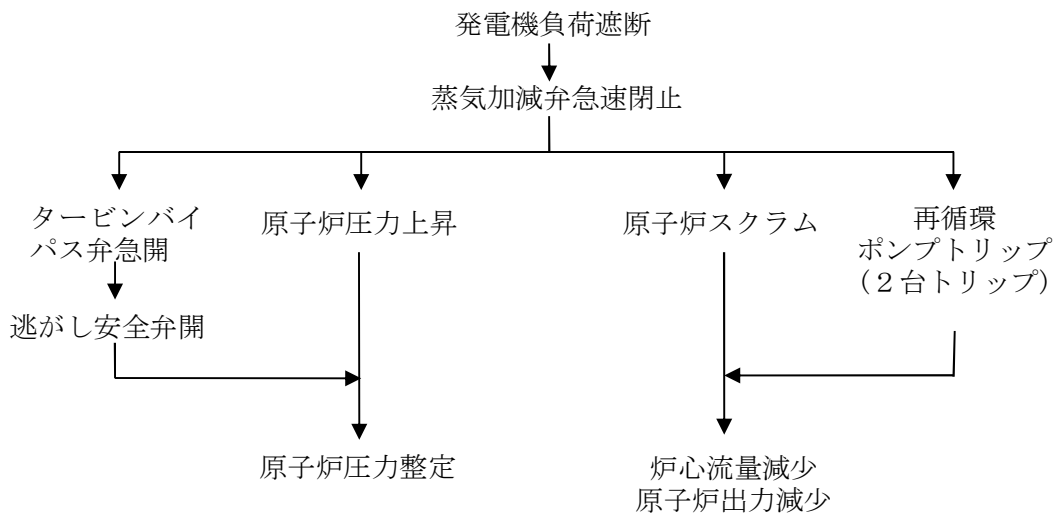 発電機負荷遮断
蒸気加減弁急速閉止
タービンバイ
パス弁急開
原子炉圧力上昇
原子炉スクラム
再循環
ポンプトリップ
（２台トリップ）
逃がし安全弁開
原子炉圧力整定
炉心流量減少
原子炉出力減少